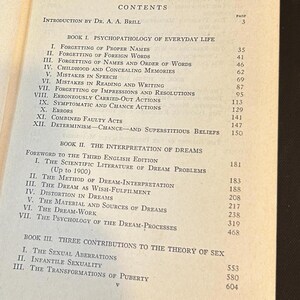 CONTENTS
PAGE
INTRODUCTION BY DR. A. A. BRILL 3
BOOK I. PSYCHOPATHOLOGY OF EVERYDAY LIFE
I. FORGETTING OF PROPER NAMES 35
II. FORGETTING OF FOREIGN WORDS 41
III. FORGETTING OF NAMES AND ORDER OF WORDS 46
IV. CHILDHOOD AND CONCEALING MEMORIES 62
V. MISTAKES IN SPEECH 69
VI. MISTAKES IN READING AND WRITING 87
VII. FORGETTING OF IMPRESSIONS AND RESOLUTIONS 95
VIII. ERRONEOUSLY CARRIED-OUT ACTIONS 113
IX. SYMPTOMATIC AND CHANCE ACTIONS 129
X. ERRORS 141
XI. COMBINED FAULTY ACTS 147
XII. DETERMINISM—CHANCE—AND SUPERSTITIOUS BELIEFS 150
BOOK II. THE INTERPRETATION OF DREAMS
FOREWORD TO THE THIRD ENGLISH EDITION 181
I. THE SCIENTIFIC LITERATURE OF DREAM PROBLEMS
(UP TO 1900) 183
II. THE METHOD OF DREAM-INTERPRETATION 188
III. THE DREAM AS WISH-FULFILMENT 208
IV. DISTORTION IN DREAMS 217
V. THE MATERIAL AND SOURCES OF DREAMS 238
VI. THE DREAM-WORK 319
VII. THE PSYCHOLOGY OF THE DREAM-PROCESSES 468
BOOK III. THREE CONTRIBUTIONS TO THE THEORY OF SEX
I. THE SEXUAL ABERRATIONS 553
II. INFANTILE SEXUALITY 580
III. THE TRANSFORMATIONS OF PUBERTY 604
v